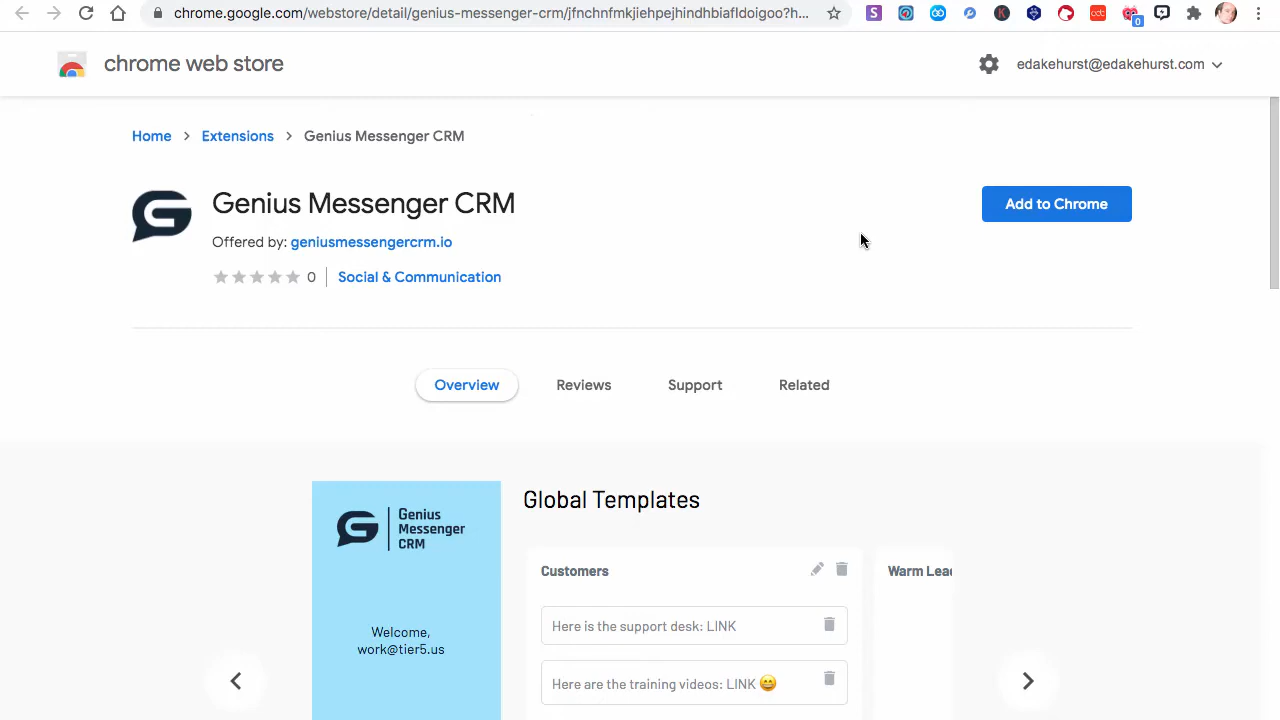 chrome.google.com/webstore/detail/genius-messenger-crm/jfnchnfmkjiehpejhindhbiafldoigoo?h...
chrome web store
edakehurst@edakehurst.com
Home > Extensions > Genius Messenger CRM
Genius Messenger CRM
Add to Chrome
Offered by: geniusmessengercrm.io
0 | Social & Communication
Overview Reviews Support Related
Global Templates
Genius
Messenger
CRM
Customers
Warm Lead
Here is the support desk: LINK
Welcome,
work@tier5.us
Here are the training videos: LINK 😄